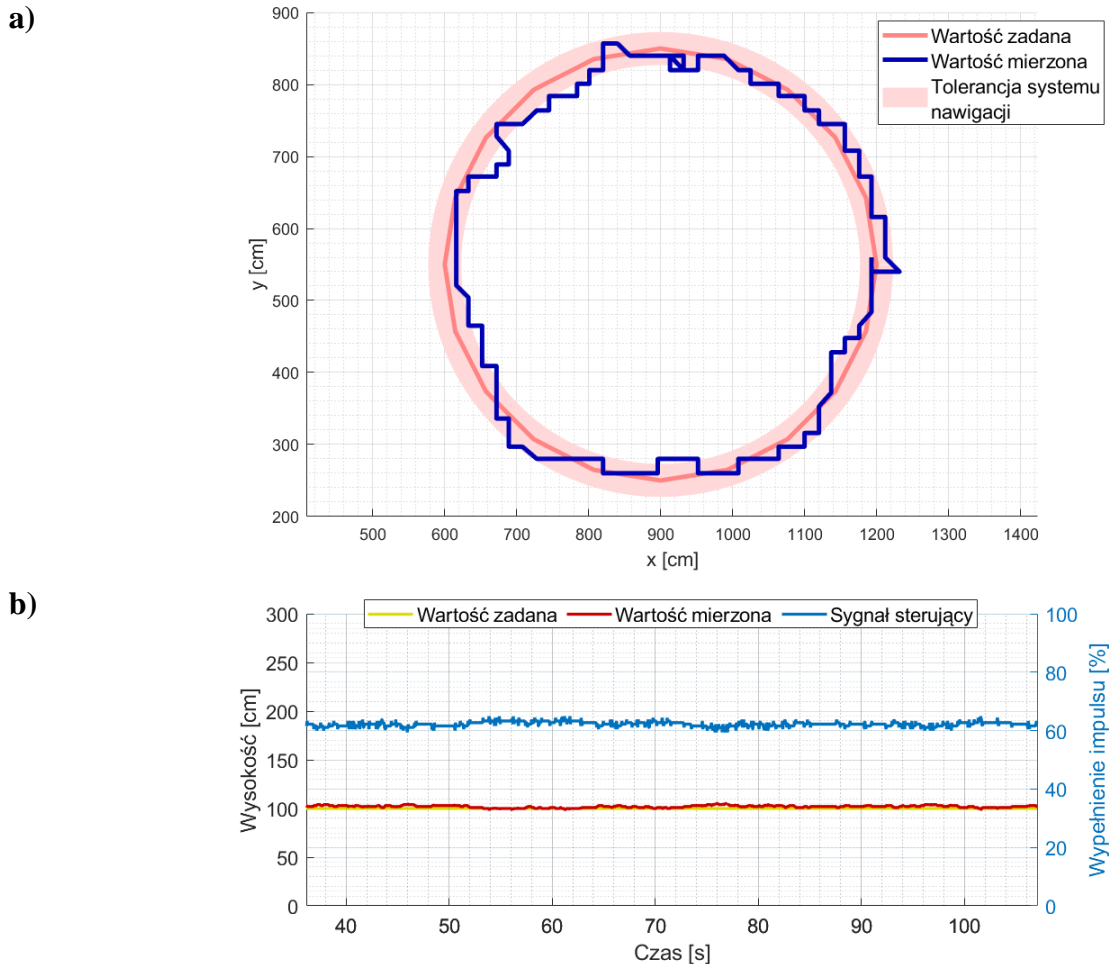 a)
900
800
700
600
500
400
300
200
y [cm]
500 600 700 800 900 1000 1100 1200 1300 1400
x [cm]
Wartość zadana
Wartość mierzona
Tolerancja systemu
nawigacji
b)
Wartość zadana Wartość mierzona Sygnał sterujący
300
250
200
150
100
50
0
Wysokość [cm]
100
80
60
40
20
0
Wypełnienie impulsu [%]
40 50 60 70 80 90 100
Czas [s]